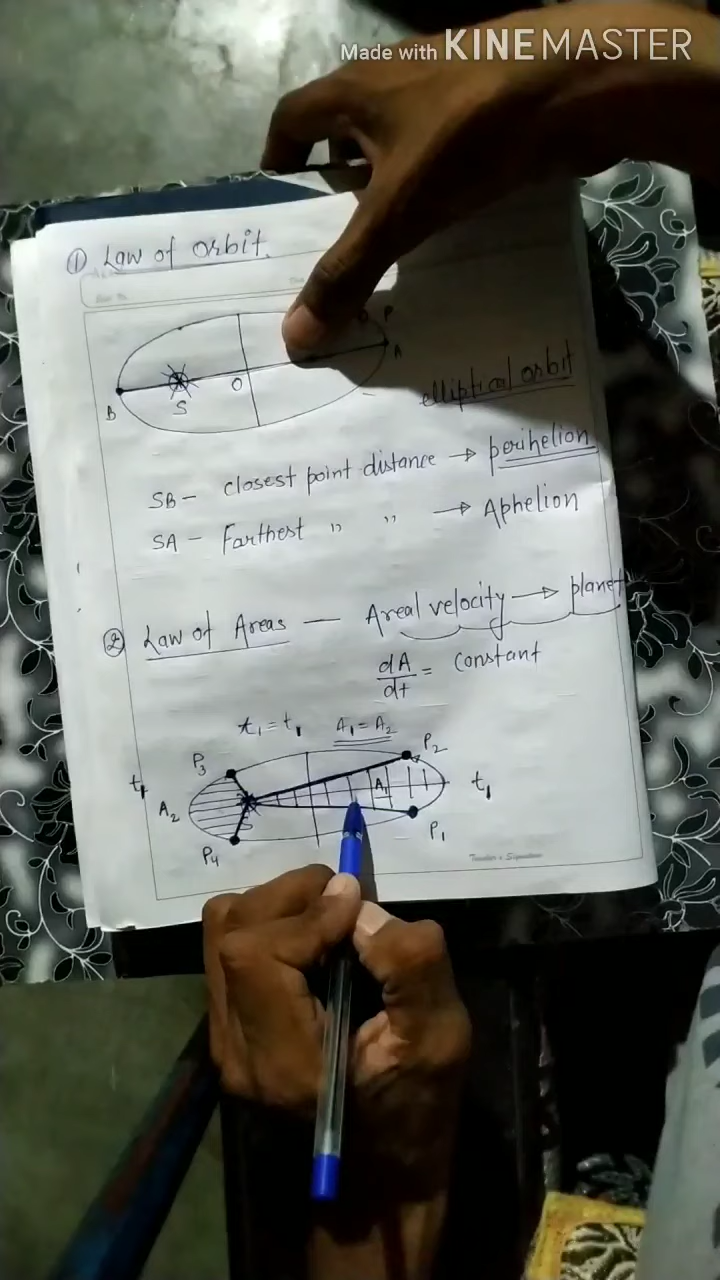 Made with KINEMASTER
① Law of orbit.
P
A
O
B
S
elliptical orbit
SB - closest point distance → perihelion
SA - Farthest " " → Aphelion
② Law of Areas — Areal velocity → planet
dA/dt = constant
t₁ = t₁ A₁ = A₂
P₃
P₂
t₁
A₂
A₁
t₁
S
P₄
P₁
Teacher's Signature